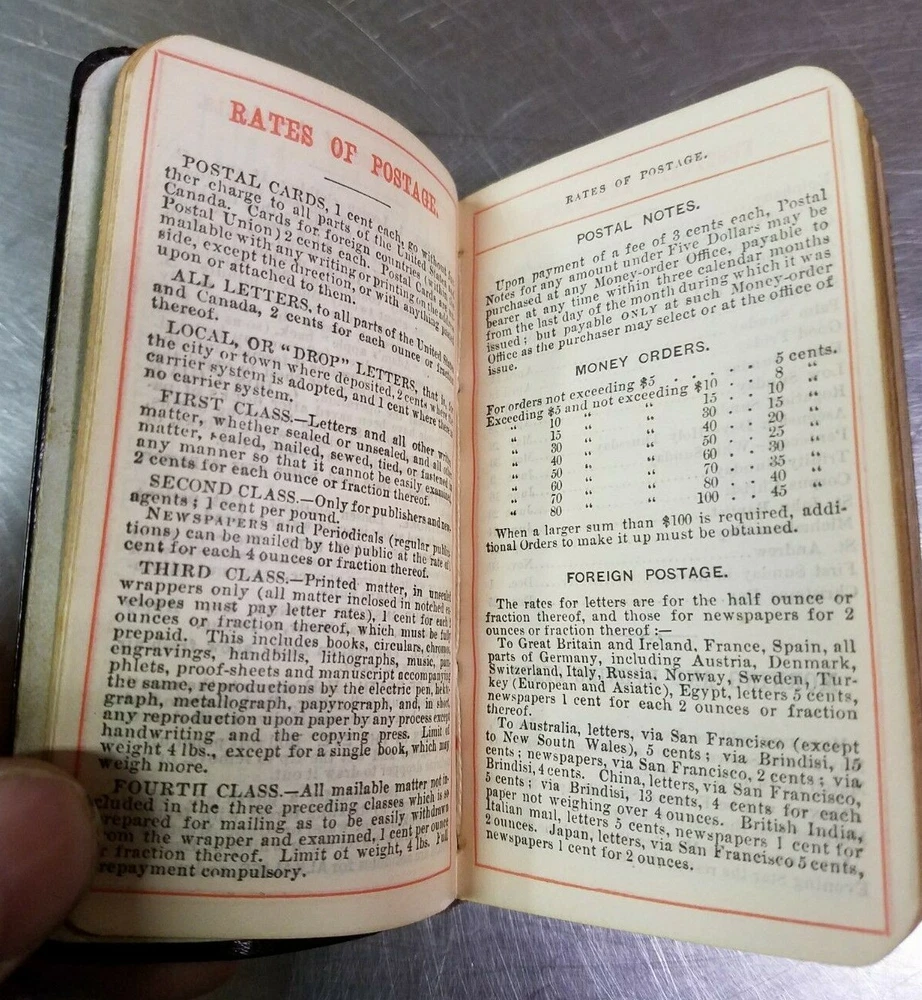 RATES OF POSTAGE.
POSTAL CARDS, 1 cent each, go without
ther charge to all parts of the United States
Canada. Cards for foreign countries (within
Postal Union) 2 cents each. Postal Cards are
mailable with any writing or printing on the
side, except the direction, or with anything
upon or attached to them.
ALL LETTERS, to all parts of the United
and Canada, 2 cents for each ounce or
thereof.
LOCAL, OR "DROP" LETTERS, that is, for
the city or town where deposited, 2 cents where the
carrier system is adopted, and 1 cent where there is
no carrier system.
FIRST CLASS.—Letters and all other
matter, whether sealed or unsealed, and all
matter, sealed, nailed, sewed, tied, or fastened in
any manner so that it cannot be easily examined,
2 cents for each ounce or fraction thereof.
SECOND CLASS.—Only for publishers and news
agents; 1 cent per pound.
NEWSPAPERS and Periodicals (regular
tions) can be mailed by the public at the rate of
cent for each 4 ounces or fraction thereof.
THIRD CLASS.—Printed matter, in
wrappers only (all matter inclosed in notched en-
velopes must pay letter rates), 1 cent for each 2
ounces or fraction thereof, which must be fully
prepaid. This includes books, circulars, chromos,
engravings, handbills, lithographs, music, pam-
phlets, proof-sheets and manuscript accompanying
the same, reproductions by the electric pen, hekto-
graph, metallograph, papyrograph, and, in short,
any reproduction upon paper by any process except
handwriting and the copying press. Limit of
weight 4 lbs., except for a single book, which may
weigh more.
FOURTH CLASS.—All mailable matter not in-
cluded in the three preceding classes which is so
repared for mailing as to be easily withdrawn
om the wrapper and examined, 1 cent per ounce
fraction thereof. Limit of weight, 4 lbs. Full
repayment compulsory.
RATES OF POSTAGE.
POSTAL NOTES.
Upon payment of a fee of 3 cents each, Postal
Notes for any amount under Five Dollars may be
purchased at any Money-order Office, payable to
bearer at any time within three calendar months
from the last day of the month during which it was
issued; but payable ONLY at such Money-order
Office as the purchaser may select or at the office of
issue.
MONEY ORDERS.
For orders not exceeding $5 . . . . . 5 cents.
Exceeding $5 and not exceeding $10 . . 8 "
" 10 " " 15 . . 10 "
" 15 " " 30 . . 15 "
" 30 " " 40 . . 20 "
" 40 " " 50 . . 25 "
" 50 " " 60 . . 30 "
" 60 " " 70 . . 35 "
" 70 " " 80 . . 40 "
" 80 " " 100 . . 45 "
When a larger sum than $100 is required, addi-
tional Orders to make it up must be obtained.
FOREIGN POSTAGE.
The rates for letters are for the half ounce or
fraction thereof, and those for newspapers for 2
ounces or fraction thereof:—
To Great Britain and Ireland, France, Spain, all
parts of Germany, including Austria, Denmark,
Switzerland, Italy, Russia, Norway, Sweden, Tur-
key (European and Asiatic), Egypt, letters 5 cents,
newspapers 1 cent for each 2 ounces or fraction
thereof.
To Australia, letters, via San Francisco (except
to New South Wales), 5 cents; via Brindisi, 15
cents; newspapers, via San Francisco, 2 cents; via
Brindisi, 4 cents. China, letters, via San Francisco,
5 cents; via Brindisi, 13 cents, 4 cents for each
paper not weighing over 4 ounces. British India,
Italian mail, letters 5 cents, newspapers 1 cent for
2 ounces. Japan, letters, via San Francisco 5 cents,
newspapers 1 cent for 2 ounces.